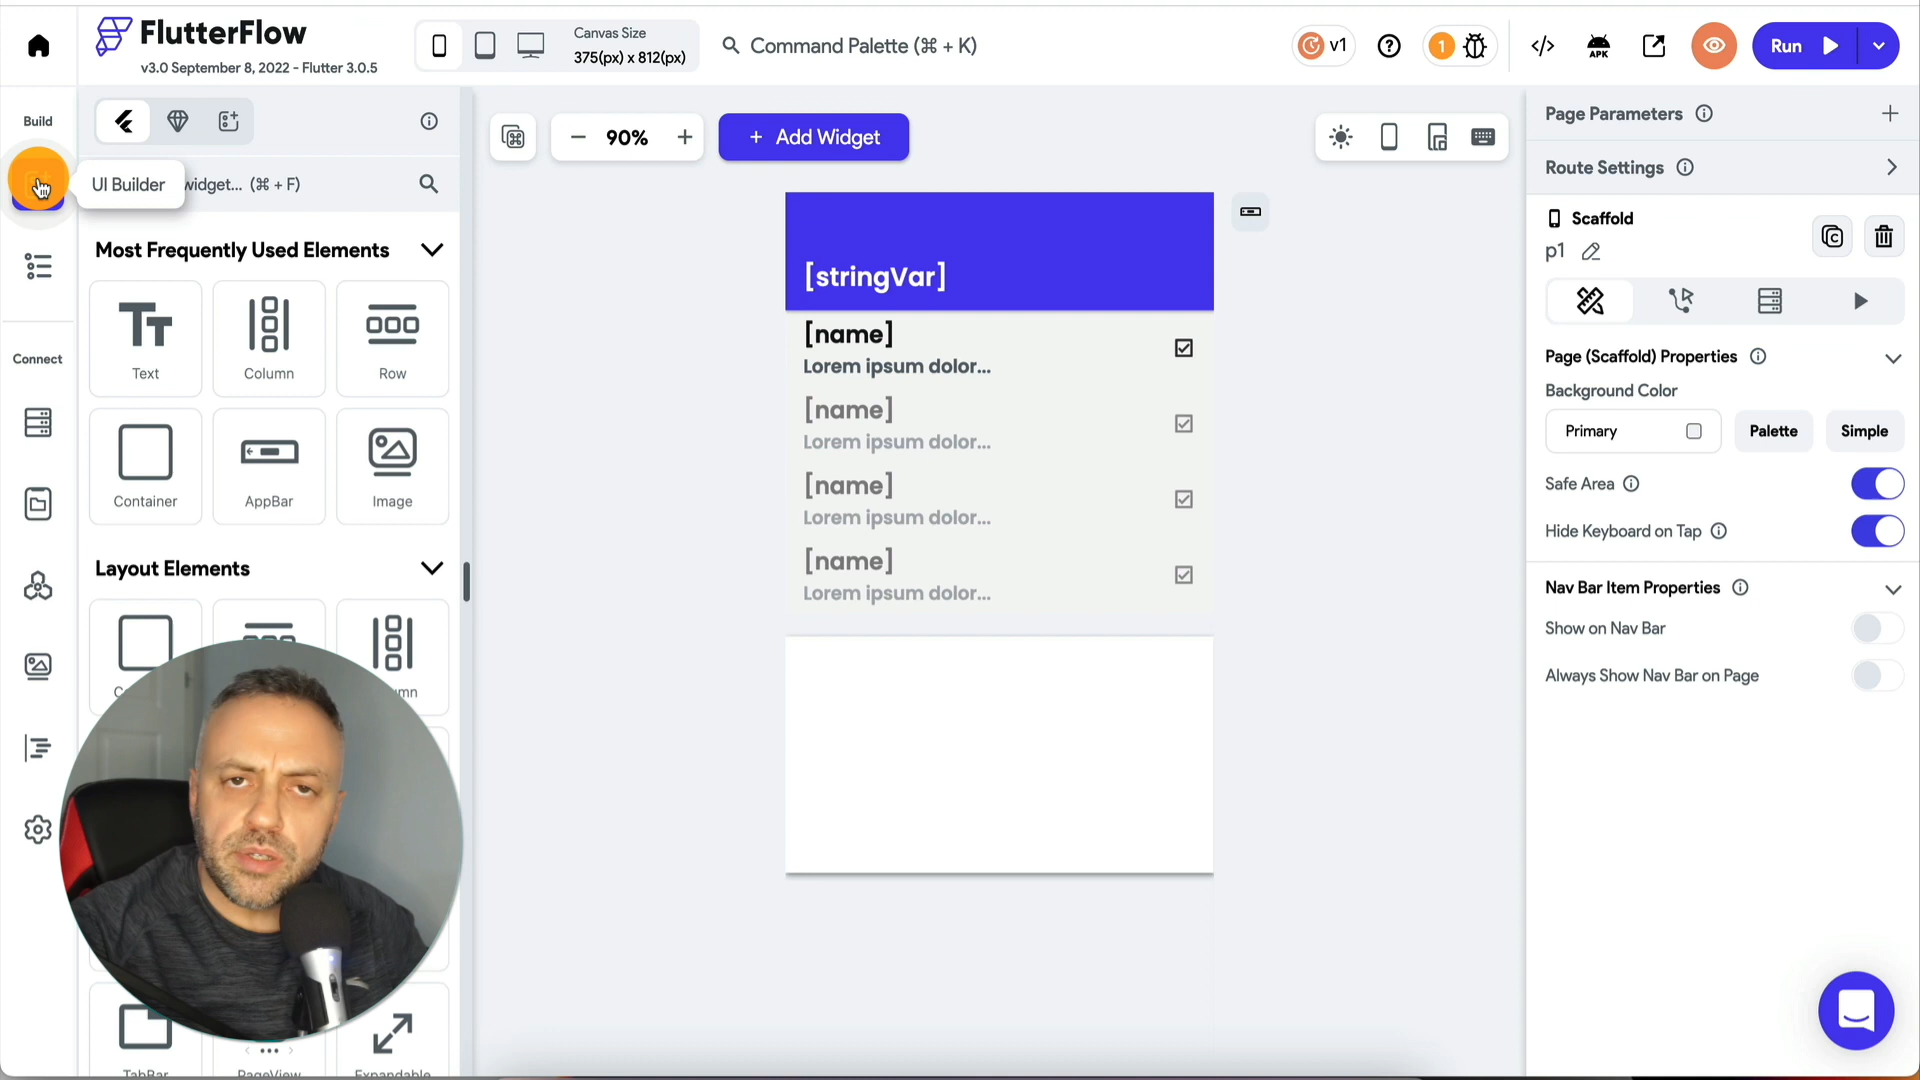 FlutterFlow
v3.0 September 8, 2022 - Flutter 3.0.5
Canvas Size
375(px) x 812(px)
Command Palette (⌘ + K)
v1
1
APK
Run
Build
UI Builder
widget... (⌘ + F)
Most Frequently Used Elements
Text
Column
Row
Container
AppBar
Image
Layout Elements
TabBar
PageView
Expandable
Connect
90%
+ Add Widget
[stringVar]
[name]
Lorem ipsum dolor...
[name]
Lorem ipsum dolor...
[name]
Lorem ipsum dolor...
[name]
Lorem ipsum dolor...
Page Parameters
Route Settings
Scaffold
p1
Page (Scaffold) Properties
Background Color
Primary
Palette
Simple
Safe Area
Hide Keyboard on Tap
Nav Bar Item Properties
Show on Nav Bar
Always Show Nav Bar on Page